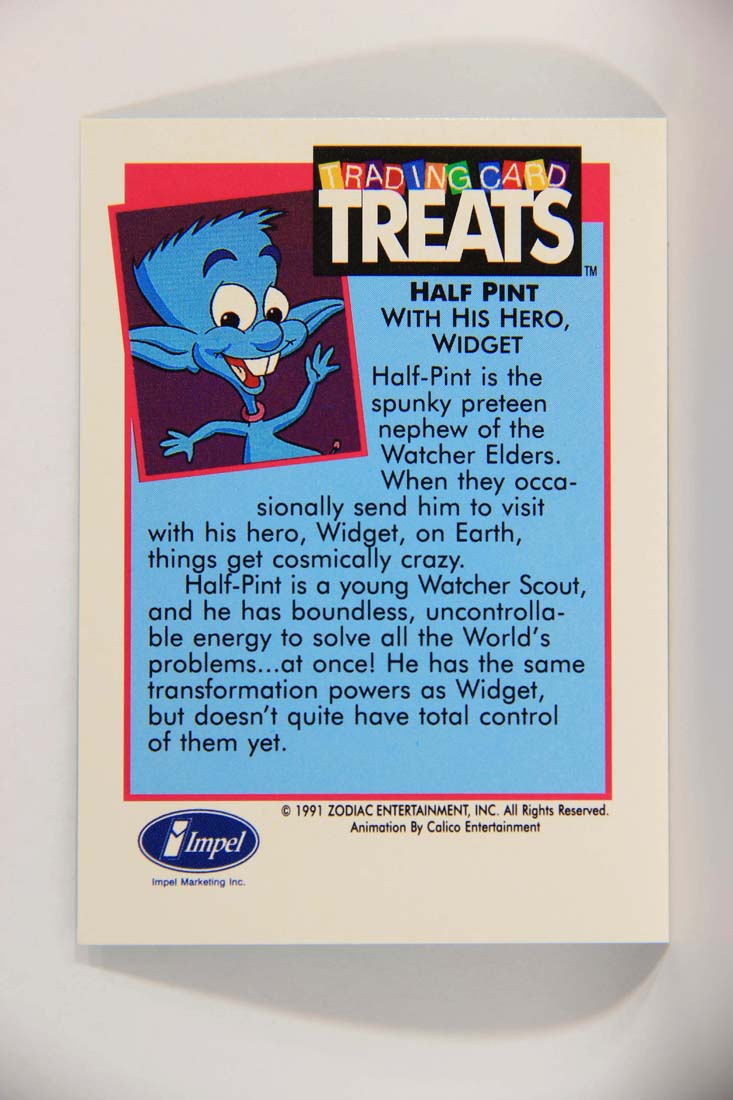 TRADING CARD
TREATS
TM
HALF PINT
WITH HIS HERO,
WIDGET
Half-Pint is the
spunky preteen
nephew of the
Watcher Elders.
When they occa-
sionally send him to visit
with his hero, Widget, on Earth,
things get cosmically crazy.
Half-Pint is a young Watcher Scout,
and he has boundless, uncontrolla-
ble energy to solve all the World's
problems...at once! He has the same
transformation powers as Widget,
but doesn't quite have total control
of them yet.
© 1991 ZODIAC ENTERTAINMENT, INC. All Rights Reserved.
Animation By Calico Entertainment
Impel
Impel Marketing Inc.